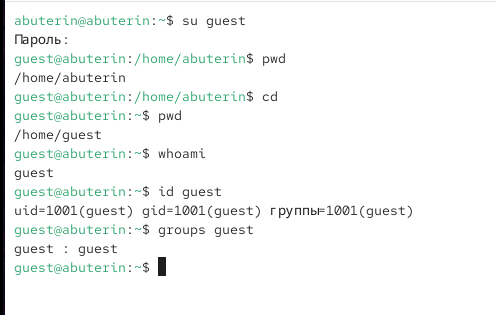 abuterin@abuterin:~$ su guest
Пароль:
guest@abuterin:/home/abuterin$ pwd
/home/abuterin
guest@abuterin:/home/abuterin$ cd
guest@abuterin:~$ pwd
/home/guest
guest@abuterin:~$ whoami
guest
guest@abuterin:~$ id guest
uid=1001(guest) gid=1001(guest) группы=1001(guest)
guest@abuterin:~$ groups guest
guest : guest
guest@abuterin:~$